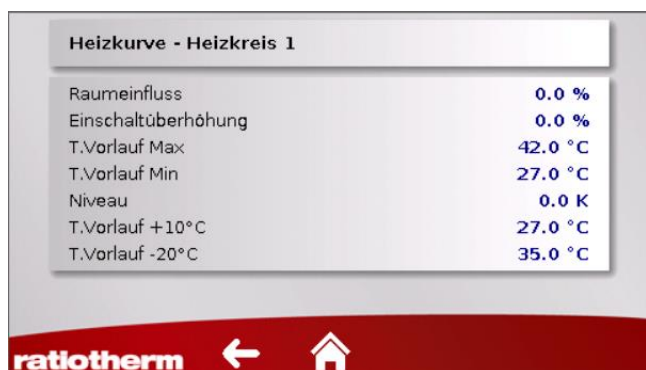 Heizkurve - Heizkreis 1
Raumeinfluss 0.0 %
Einschaltüberhöhung 0.0 %
T.Vorlauf Max 42.0 °C
T.Vorlauf Min 27.0 °C
Niveau 0.0 K
T.Vorlauf +10°C 27.0 °C
T.Vorlauf -20°C 35.0 °C
ratiotherm